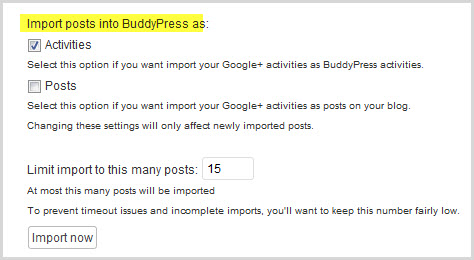 Import posts into BuddyPress as:
Activities
Select this option if you want import your Google+ activities as BuddyPress activities.
Posts
Select this option if you want import your Google+ activities as posts on your blog.
Changing these settings will only affect newly imported posts.
Limit import to this many posts: 15
At most this many posts will be imported
To prevent timeout issues and incomplete imports, you'll want to keep this number fairly low.
Import now